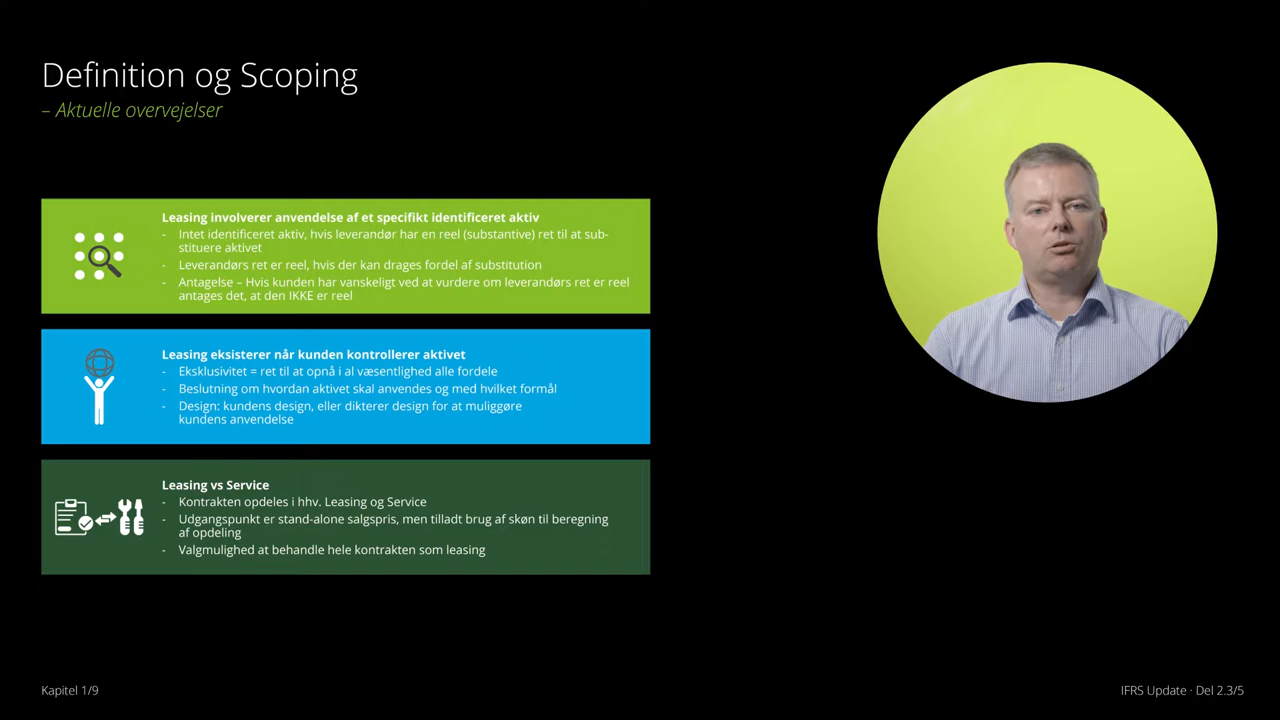 Definition og Scoping
– Aktuelle overvejelser
Leasing involverer anvendelse af et specifikt identificeret aktiv
- Intet identificeret aktiv, hvis leverandør har en reel (substantive) ret til at sub-
stituere aktivet
- Leverandørs ret er reel, hvis der kan drages fordel af substitution
- Antagelse – Hvis kunden har vanskeligt ved at vurdere om leverandørs ret er reel
antages det, at den IKKE er reel
Leasing eksisterer når kunden kontrollerer aktivet
- Eksklusivitet = ret til at opnå i al væsentlighed alle fordele
- Beslutning om hvordan aktivet skal anvendes og med hvilket formål
- Design: kundens design, eller dikterer design for at muliggøre
kundens anvendelse
Leasing vs Service
- Kontrakten opdeles i hhv. Leasing og Service
- Udgangspunkt er stand-alone salgspris, men tilladt brug af skøn til beregning
af opdeling
- Valgmulighed at behandle hele kontrakten som leasing
Kapitel 1/9
IFRS Update · Del 2.3/5